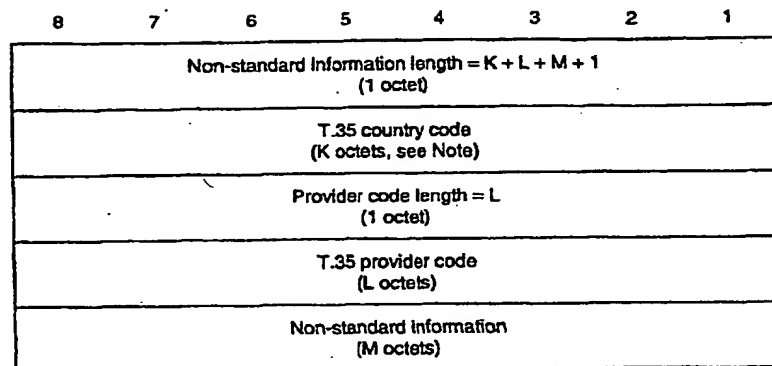 8 7 6 5 4 3 2 1
Non-standard information length = K + L + M + 1
(1 octet)
T.35 country code
(K octets, see Note)
Provider code length = L
(1 octet)
T.35 provider code
(L octets)
Non-standard information
(M octets)